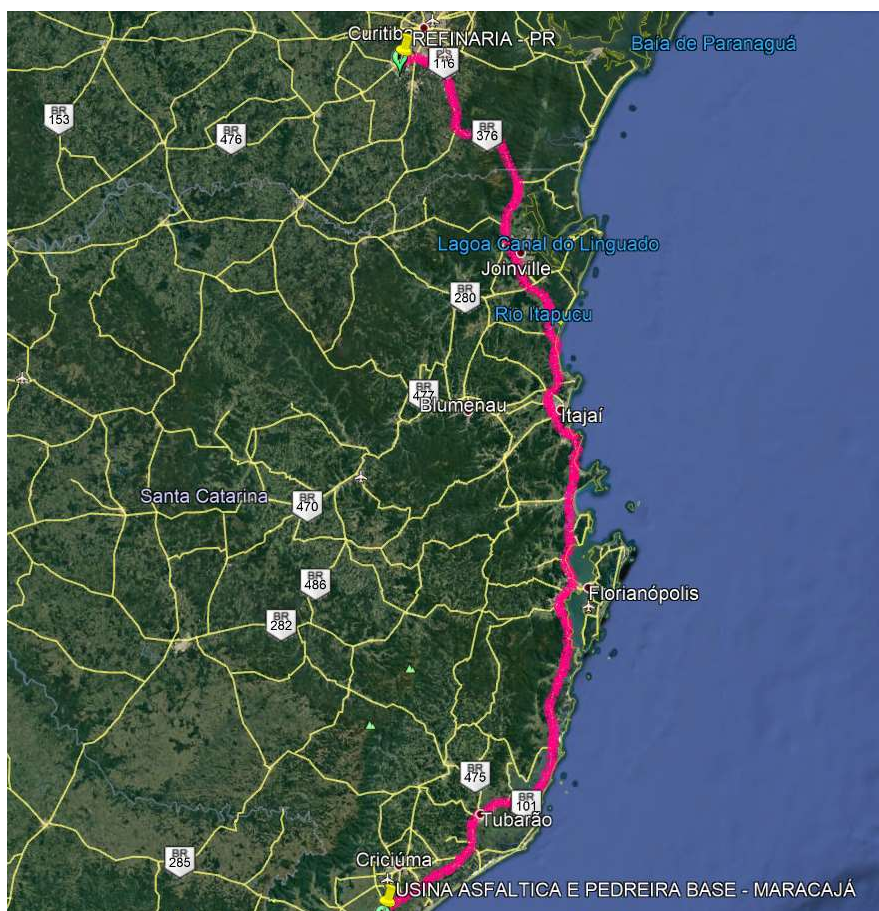 Curitiba
REFINARIA - PR
Baía de Paranaguá
BR
116
BR
153
BR
476
BR
376
Lagoa Canal do Linguado
Joinville
BR
280
Rio Itapucu
BR
477
Blumenau
Itajaí
Santa Catarina
BR
470
BR
486
Florianópolis
BR
282
BR
475
BR
101
Tubarão
BR
285
Criciúma
USINA ASFALTICA E PEDREIRA BASE - MARACAJÁ